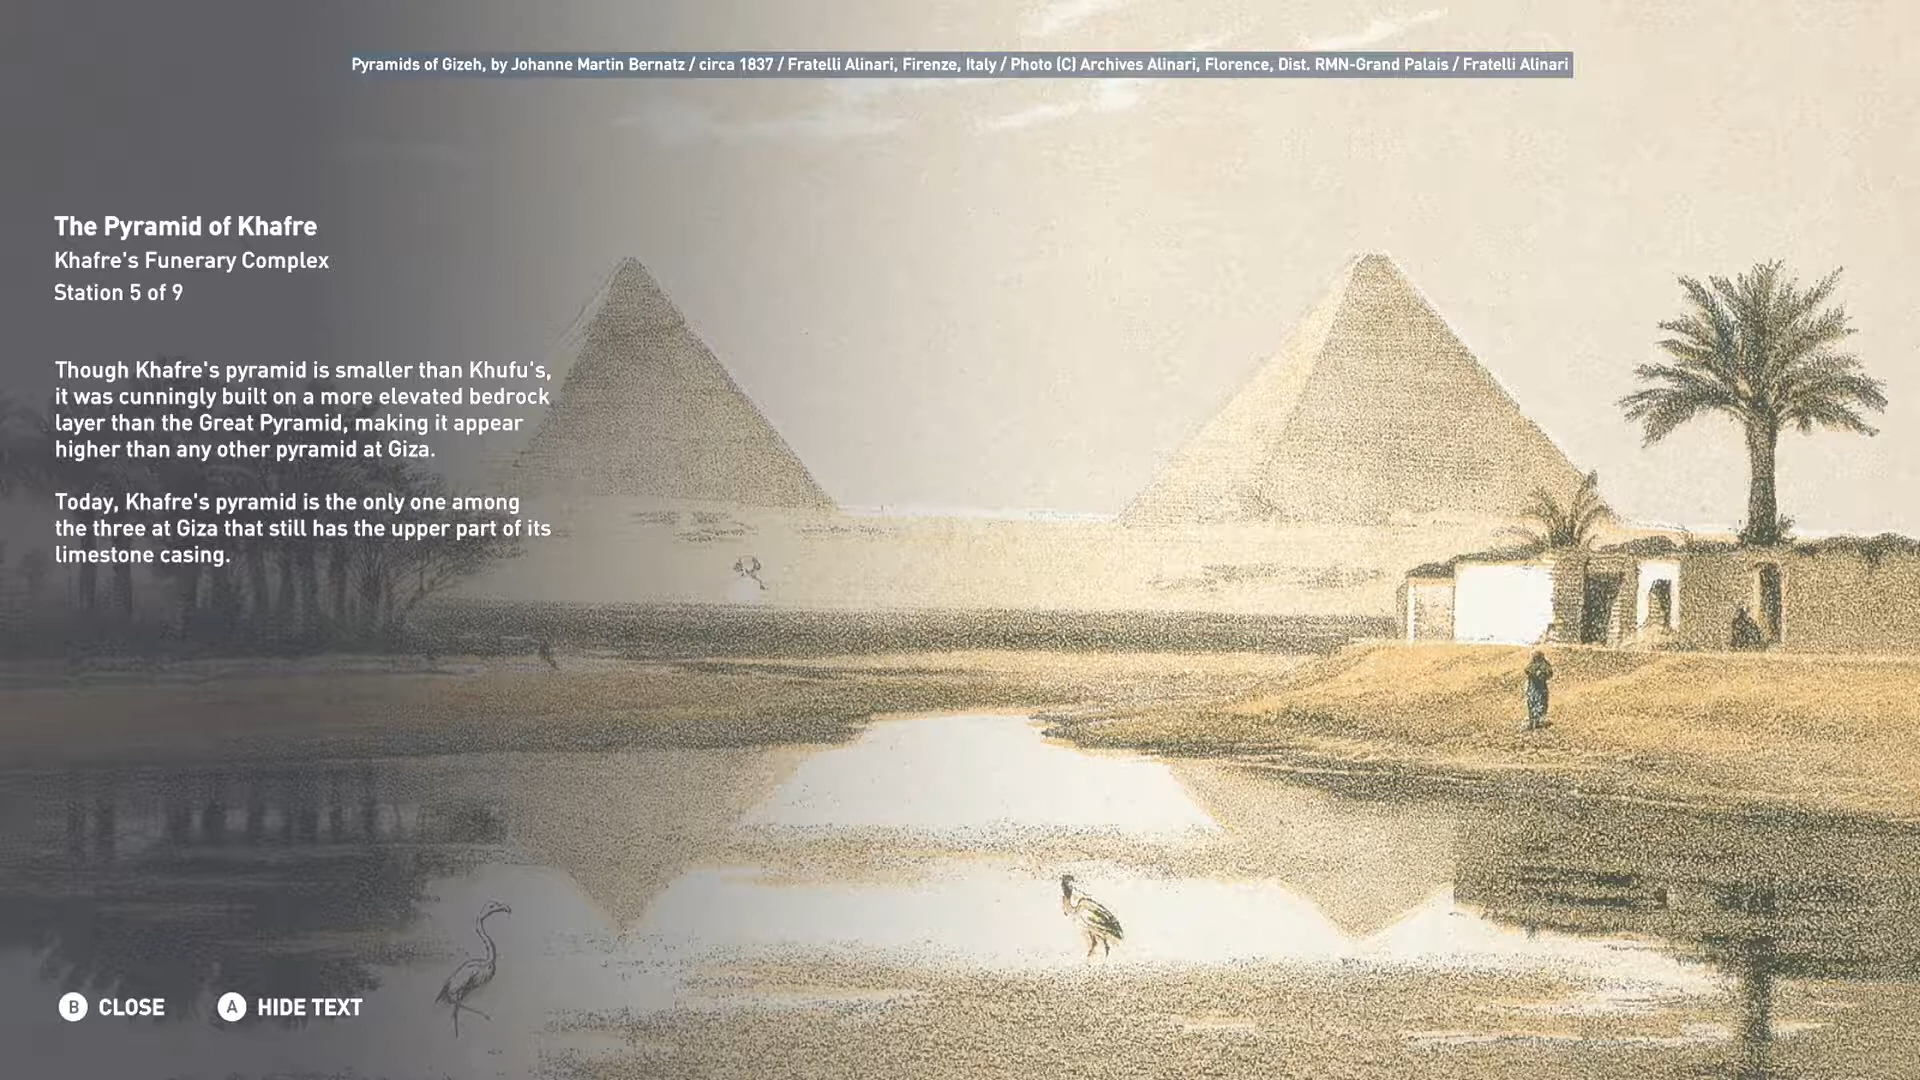 Pyramids of Gizeh, by Johanne Martin Bernatz / circa 1837 / Fratelli Alinari, Firenze, Italy / Photo (C) Archives Alinari, Florence, Dist. RMN-Grand Palais / Fratelli Alinari
The Pyramid of Khafre
Khafre's Funerary Complex
Station 5 of 9
Though Khafre's pyramid is smaller than Khufu's,
it was cunningly built on a more elevated bedrock
layer than the Great Pyramid, making it appear
higher than any other pyramid at Giza.
Today, Khafre's pyramid is the only one among
the three at Giza that still has the upper part of its
limestone casing.
B CLOSE A HIDE TEXT